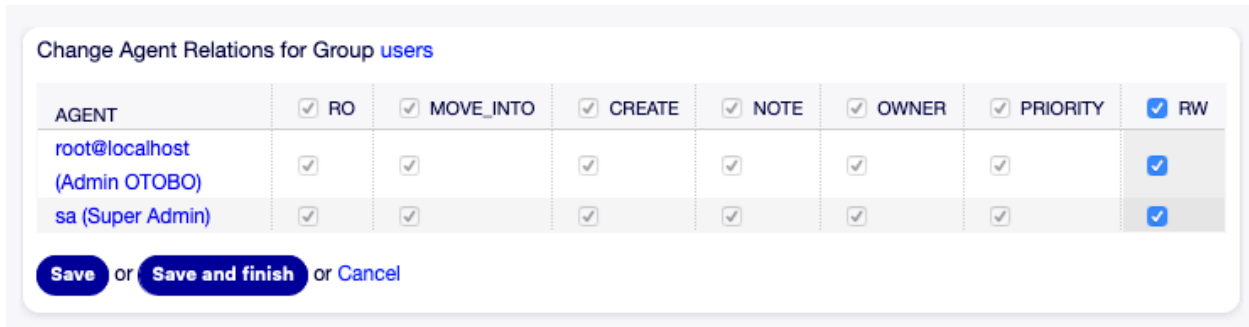 Change Agent Relations for Group users
AGENT RO MOVE_INTO CREATE NOTE OWNER PRIORITY RW
root@localhost
(Admin OTOBO)
sa (Super Admin)
Save or Save and finish or Cancel